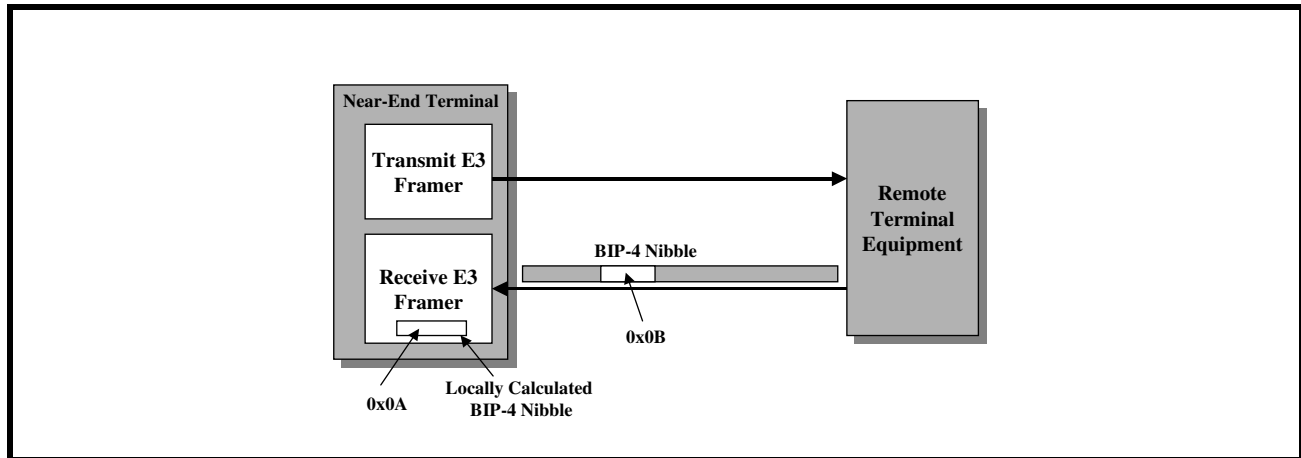 Near-End Terminal
Transmit E3
Framer
Receive E3
Framer
BIP-4 Nibble
0x0B
Remote
Terminal
Equipment
0x0A
Locally Calculated
BIP-4 Nibble